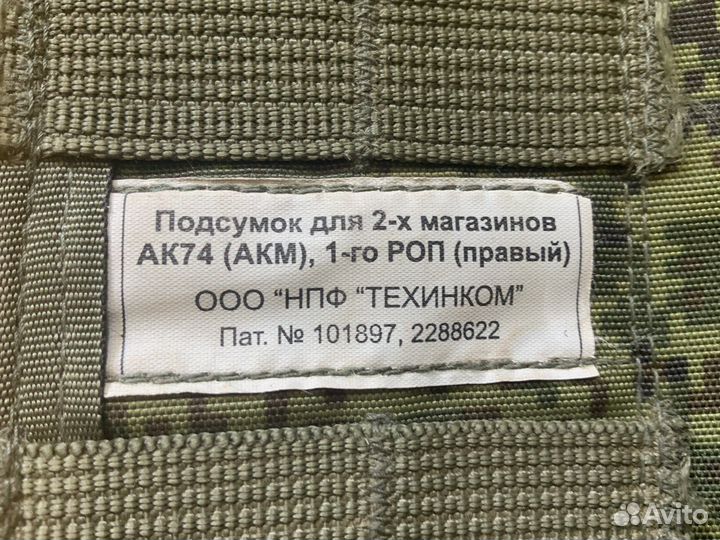 Подсумок для 2-х магазинов
АК74 (АКМ), 1-го РОП (правый)
ООО “НПФ “ТЕХИНКОМ”
Пат. № 101897, 2288622
Avito